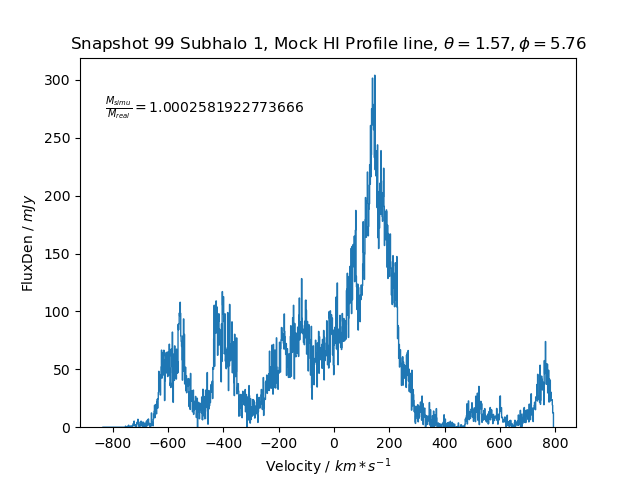 Snapshot 99 Subhalo 1, Mock HI Profile line, θ = 1.57, ϕ = 5.76
M_simu/M_real = 1.0002581922773666
FluxDen / mJy
300
250
200
150
100
50
0
−800 −600 −400 −200 0 200 400 600 800
Velocity / km * s⁻¹